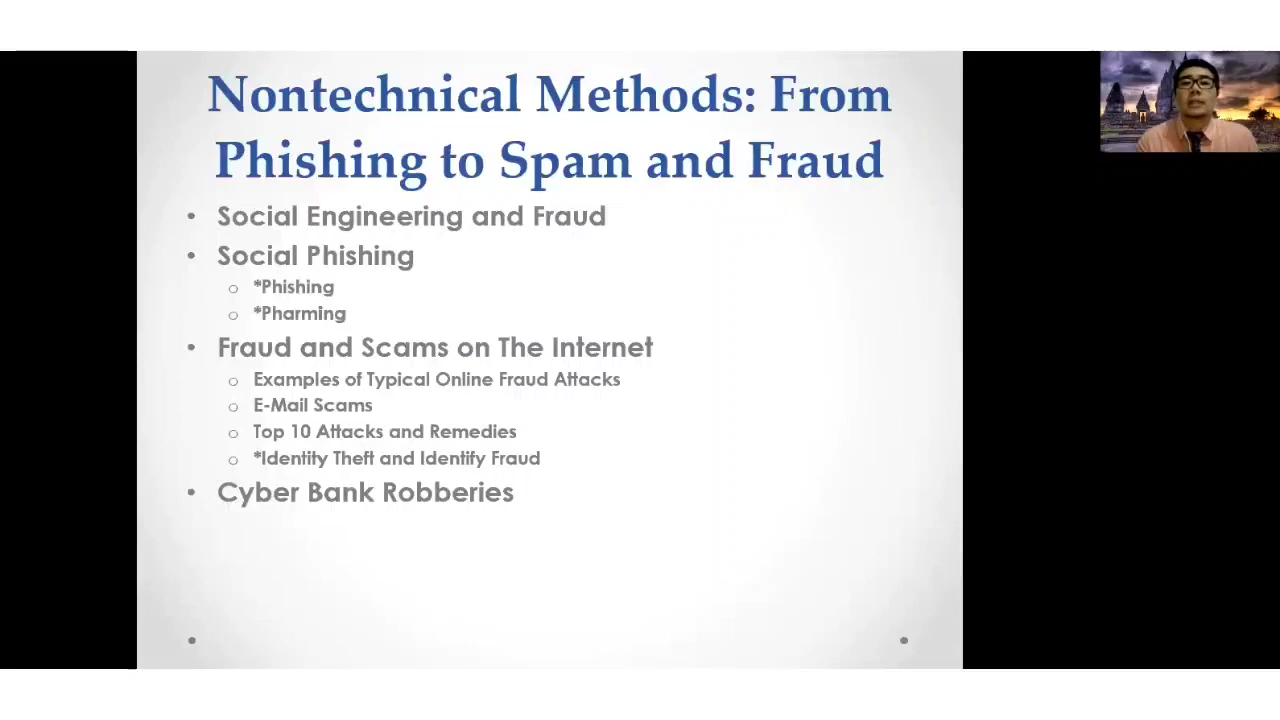 Nontechnical Methods: From
Phishing to Spam and Fraud
• Social Engineering and Fraud
• Social Phishing
o *Phishing
o *Pharming
• Fraud and Scams on The Internet
o Examples of Typical Online Fraud Attacks
o E-Mail Scams
o Top 10 Attacks and Remedies
o *Identity Theft and Identify Fraud
• Cyber Bank Robberies